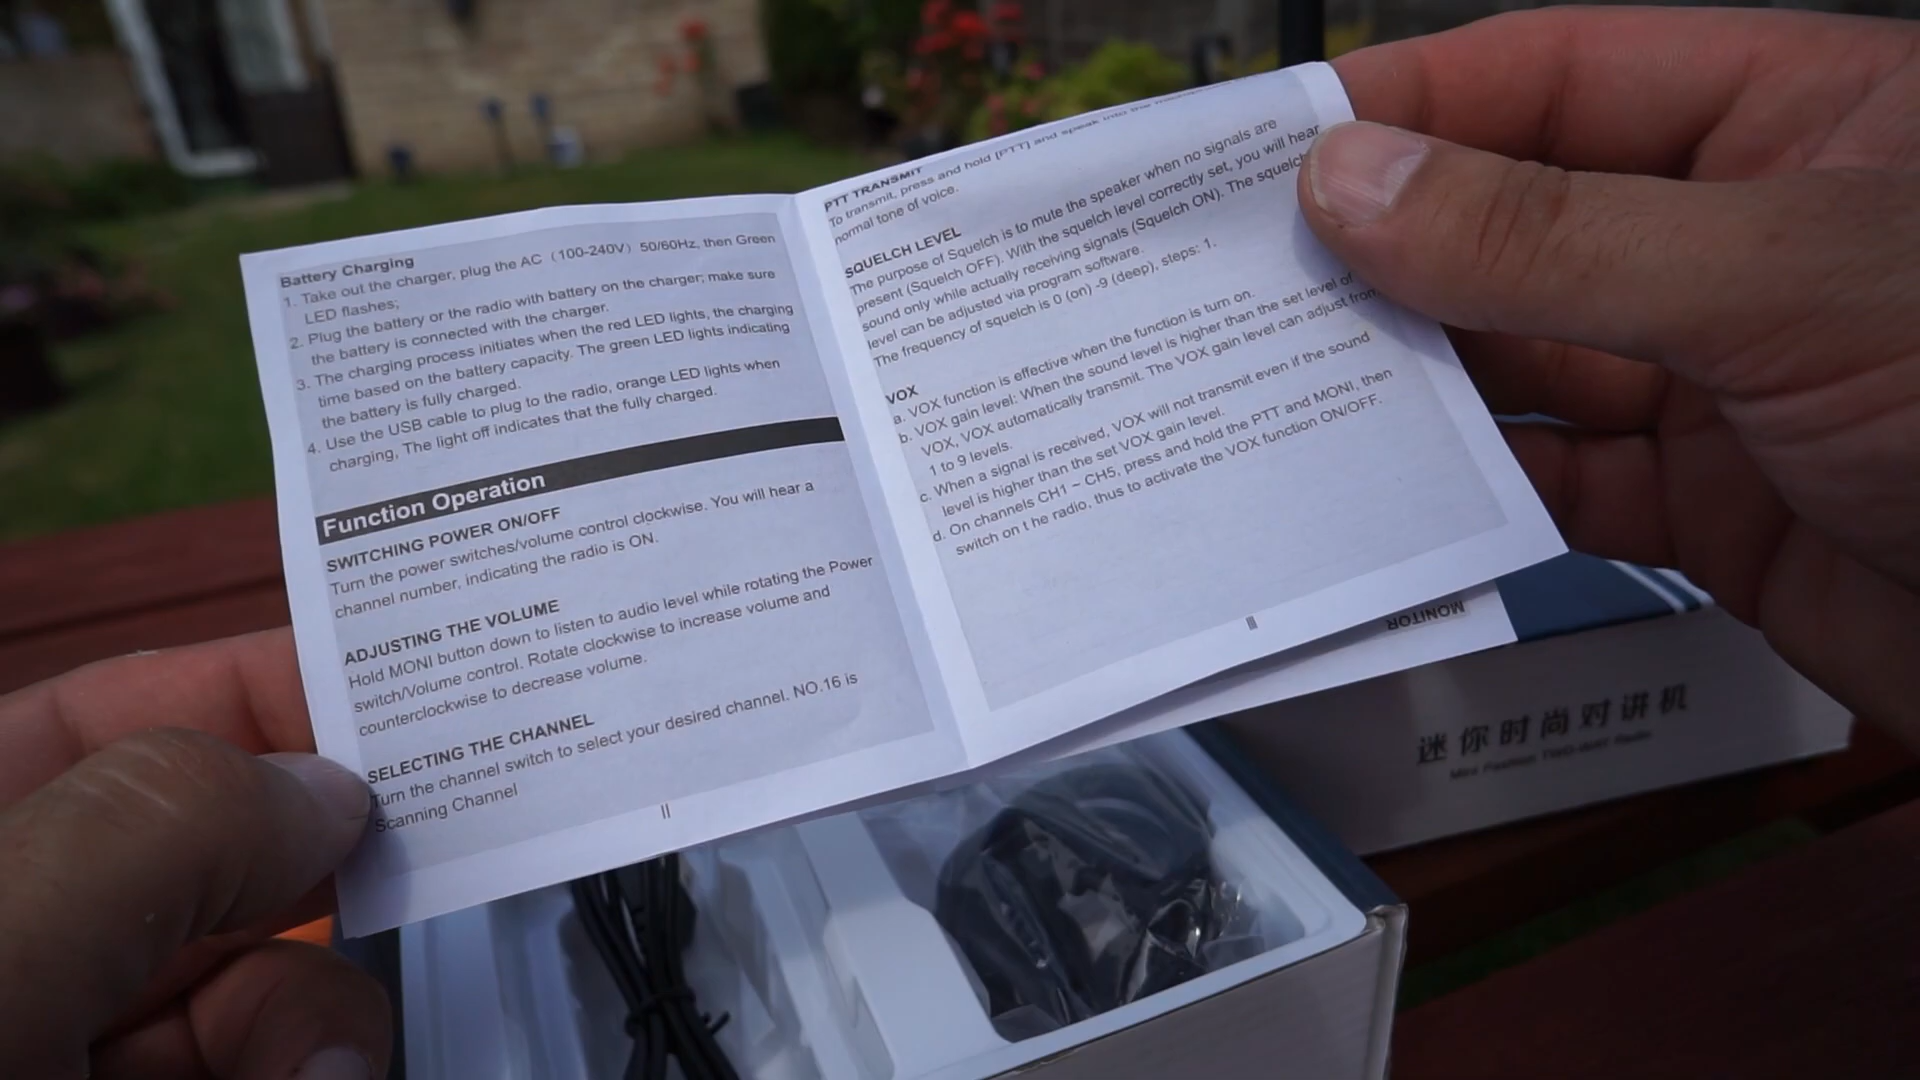 Battery Charging
1. Take out the charger, plug the AC（100-240V）50/60Hz, then Green
LED flashes;
2. Plug the battery or the radio with battery on the charger; make sure
the battery is connected with the charger.
3. The charging process initiates when the red LED lights, the charging
time based on the battery capacity. The green LED lights indicating
the battery is fully charged.
4. Use the USB cable to plug to the radio, orange LED lights when
charging, The light off indicates that the fully charged.
Function Operation
SWITCHING POWER ON/OFF
Turn the power switches/volume control clockwise. You will hear a
channel number, indicating the radio is ON.
ADJUSTING THE VOLUME
Hold MONI button down to listen to audio level while rotating the Power
switch/Volume control. Rotate clockwise to increase volume and
counterclockwise to decrease volume.
SELECTING THE CHANNEL
Turn the channel switch to select your desired channel. NO.16 is
Scanning Channel
II
PTT TRANSMIT
To transmit, press and hold [PTT] and speak into the
normal tone of voice.
SQUELCH LEVEL
The purpose of Squelch is to mute the speaker when no signals are
present (Squelch OFF). With the squelch level correctly set, you will hear
sound only while actually receiving signals (Squelch ON). The squelch
level can be adjusted via program software.
The frequency of squelch is 0 (on) -9 (deep), steps: 1.
VOX
a. VOX function is effective when the function is turn on.
b. VOX gain level: When the sound level is higher than the set level of
VOX, VOX automatically transmit. The VOX gain level can adjust from
1 to 9 levels.
c. When a signal is received, VOX will not transmit even if the sound
level is higher than the set VOX gain level.
d. On channels CH1 ~ CH5, press and hold the PTT and MONI, then
switch on t he radio, thus to activate the VOX function ON/OFF.
III
MONITOR
迷你时尚对讲机
Mini Fashion TWO-WAY Radio